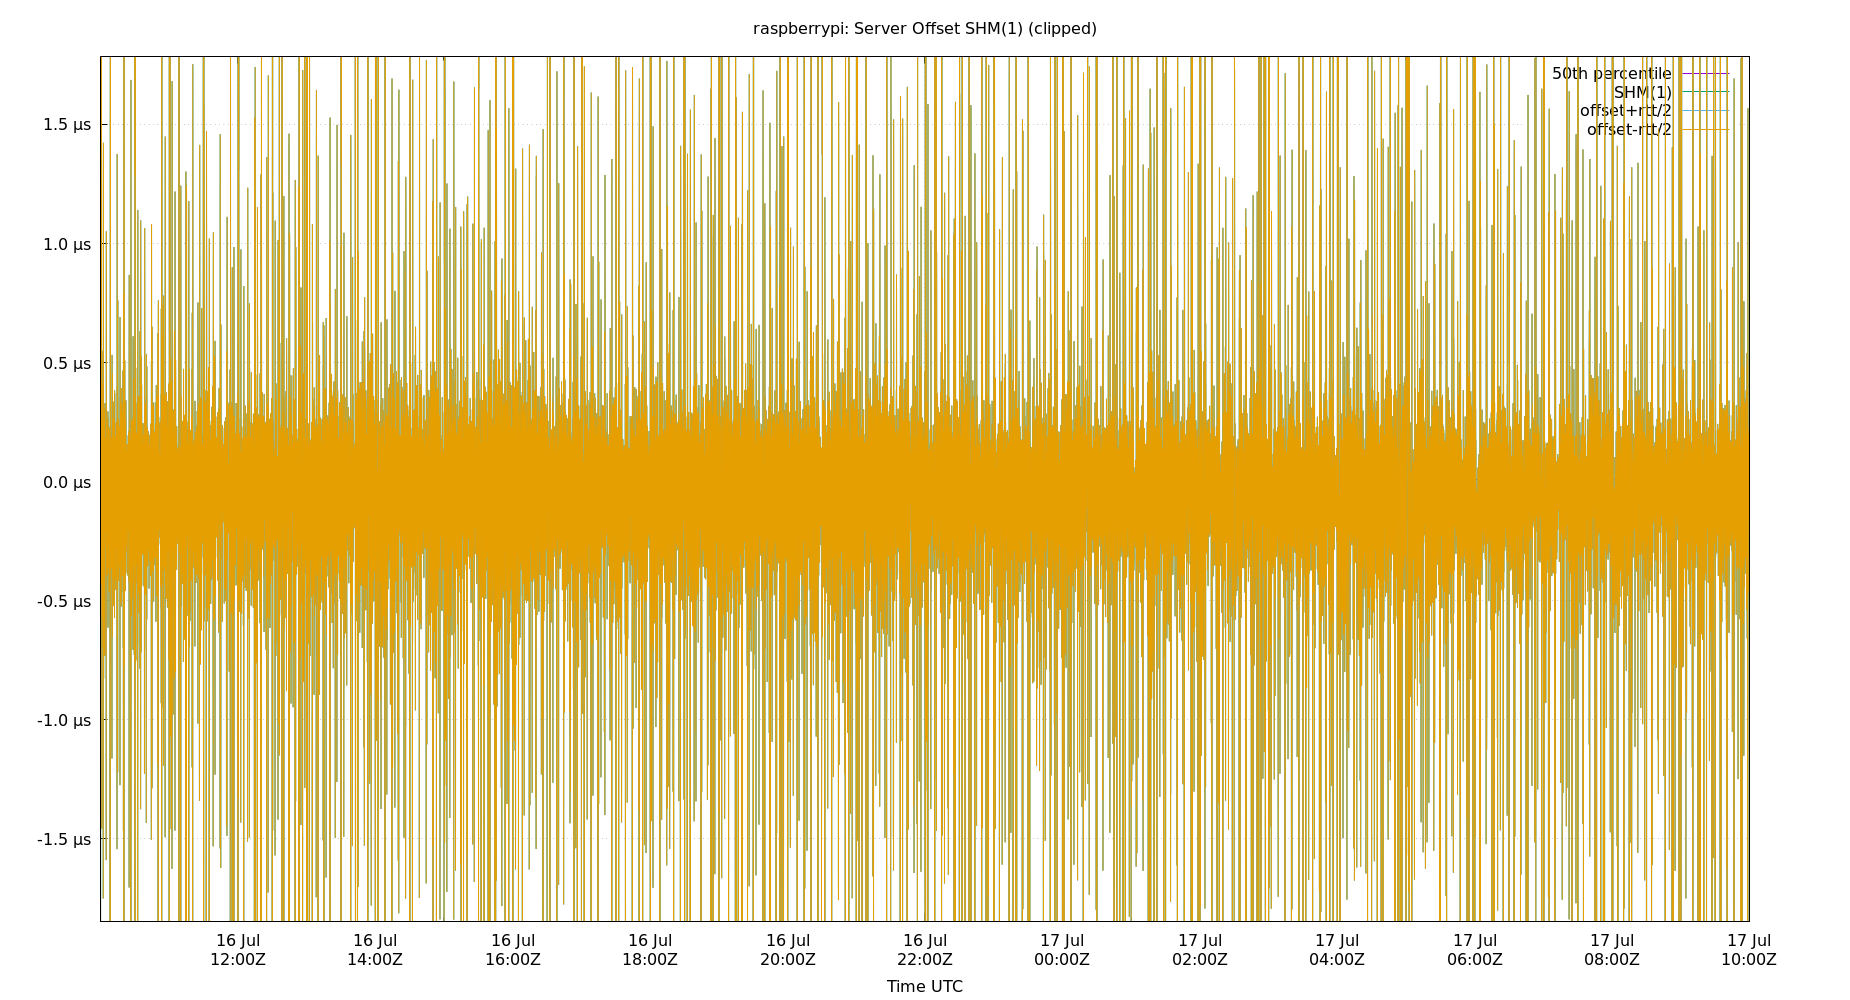 raspberrypi: Server Offset SHM(1) (clipped)
50th percentile
SHM(1)
offset+rtt/2
offset-rtt/2
1.5 µs
1.0 µs
0.5 µs
0.0 µs
-0.5 µs
-1.0 µs
-1.5 µs
16 Jul 16 Jul 16 Jul 16 Jul 16 Jul 16 Jul 17 Jul 17 Jul 17 Jul 17 Jul 17 Jul 17 Jul
12:00Z 14:00Z 16:00Z 18:00Z 20:00Z 22:00Z 00:00Z 02:00Z 04:00Z 06:00Z 08:00Z 10:00Z
Time UTC